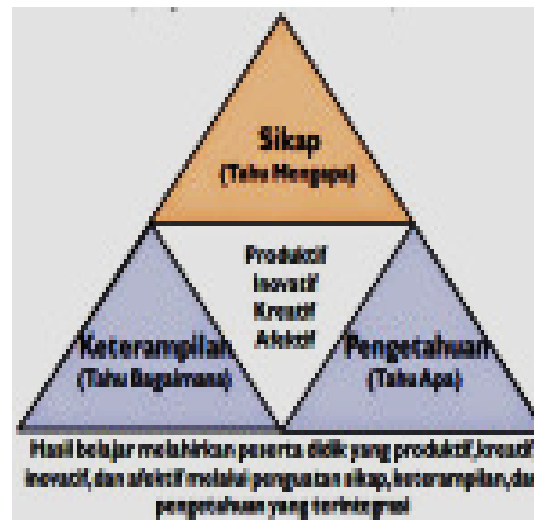 Sikap
(Tahu Mengapa)
Produktif
Inovatif
Kreatif
Afektif
Keterampilan
(Tahu Bagaimana)
Pengetahuan
(Tahu Apa)
Hasil belajar melahirkan peserta didik yang produktif, kreatif
inovatif, dan afektif melalui penguatan sikap, keterampilan, dan
pengetahuan yang terintegrasi